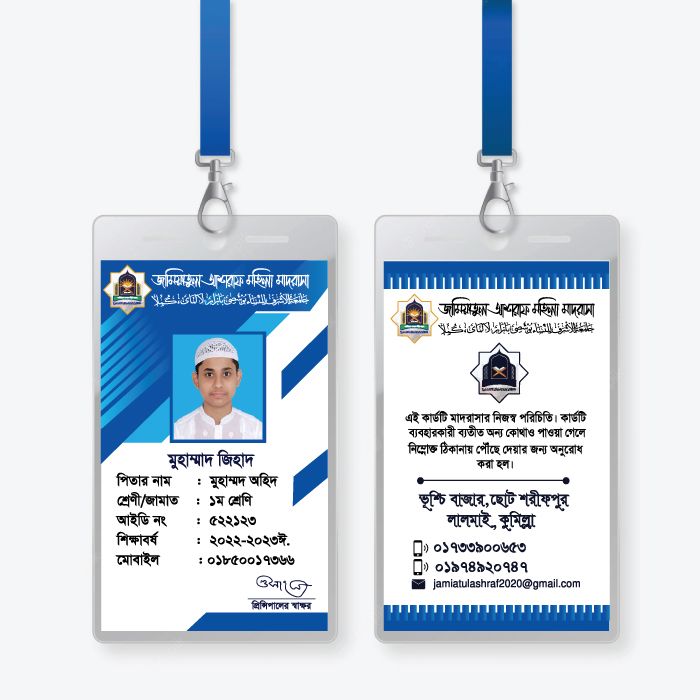 জামিয়াতুল আশরাফ মহিলা মাদরাসা
মুহাম্মাদ জিহাদ
পিতার নাম : মুহাম্মদ অহিদ
শ্রেণী/জামাত : ১ম শ্রেণি
আইডি নং : ৫২২১২৩
শিক্ষাবর্ষ : ২০২২-২০২৩ঈ.
মোবাইল : ০১৮৫০০১৭৩৬৬
প্রিন্সিপালের স্বাক্ষর
জামিয়াতুল আশরাফ মহিলা মাদরাসা
এই কার্ডটি মাদরাসার নিজস্ব পরিচিতি। কার্ডটি
ব্যবহারকারী ব্যতীত অন্য কোথাও পাওয়া গেলে
নিম্নোক্ত ঠিকানায় পৌঁছে দেয়ার জন্য অনুরোধ
করা হল।
ভূশ্চি বাজার,ছোট শরীফপুর
লালমাই, কুমিল্লা
০১৭৩৩৯০০৬৫৩
০১৯৭৪৯২০৭৪৭
jamiatulashraf2020@gmail.com